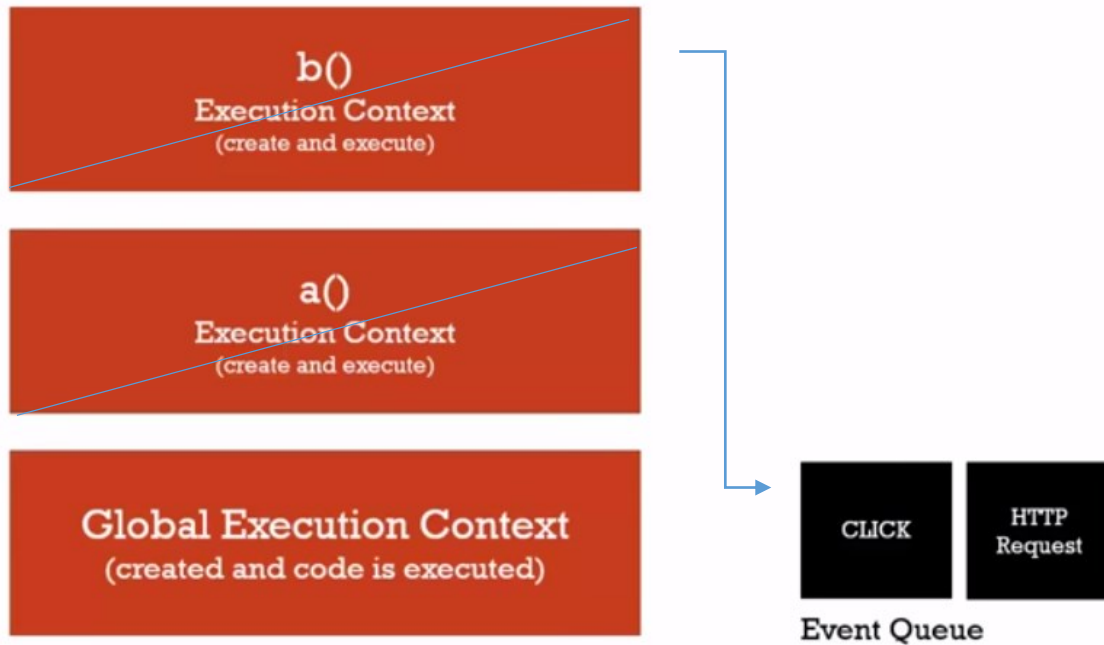 b()
Execution Context
(create and execute)
a()
Execution Context
(create and execute)
Global Execution Context
(created and code is executed)
CLICK
HTTP
Request
Event Queue